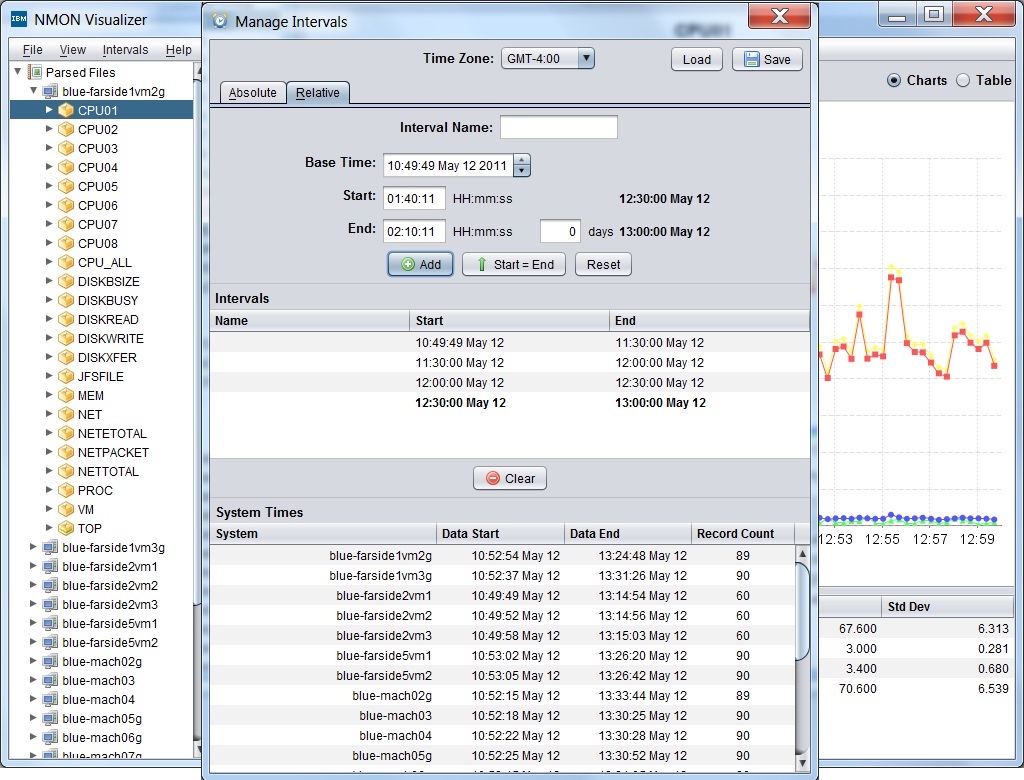 IBM NMON Visualizer
File View Intervals Help
Parsed Files
blue-farside1vm2g
CPU01
CPU02
CPU03
CPU04
CPU05
CPU06
CPU07
CPU08
CPU_ALL
DISKBSIZE
DISKBUSY
DISKREAD
DISKWRITE
DISKXFER
JFSFILE
MEM
NET
NETETOTAL
NETPACKET
NETTOTAL
PROC
VM
TOP
blue-farside1vm3g
blue-farside2vm1
blue-farside2vm2
blue-farside2vm3
blue-farside5vm1
blue-farside5vm2
blue-mach02g
blue-mach03
blue-mach04
blue-mach05g
blue-mach06g
blue-mach07g
Manage Intervals
Time Zone: GMT-4:00 Load Save
Absolute Relative
Interval Name:
Base Time: 10:49:49 May 12 2011
Start: 01:40:11 HH:mm:ss 12:30:00 May 12
End: 02:10:11 HH:mm:ss 0 days 13:00:00 May 12
Add Start = End Reset
Intervals
Name Start End
10:49:49 May 12 11:30:00 May 12
11:30:00 May 12 12:00:00 May 12
12:00:00 May 12 12:30:00 May 12
12:30:00 May 12 13:00:00 May 12
Clear
System Times
System Data Start Data End Record Count
blue-farside1vm2g 10:52:54 May 12 13:24:48 May 12 89
blue-farside1vm3g 10:52:37 May 12 13:31:26 May 12 90
blue-farside2vm1 10:49:49 May 12 13:14:54 May 12 60
blue-farside2vm2 10:49:52 May 12 13:14:56 May 12 60
blue-farside2vm3 10:49:58 May 12 13:15:03 May 12 60
blue-farside5vm1 10:53:02 May 12 13:26:20 May 12 90
blue-farside5vm2 10:53:05 May 12 13:26:42 May 12 90
blue-mach02g 10:52:15 May 12 13:33:44 May 12 89
blue-mach03 10:52:18 May 12 13:30:25 May 12 90
blue-mach04 10:52:22 May 12 13:30:28 May 12 90
blue-mach05g 10:52:25 May 12 13:30:52 May 12 90
CPU01
Charts Table
12:53 12:55 12:57 12:59
Std Dev
67.600 6.313
3.000 0.281
3.400 0.680
70.600 6.539